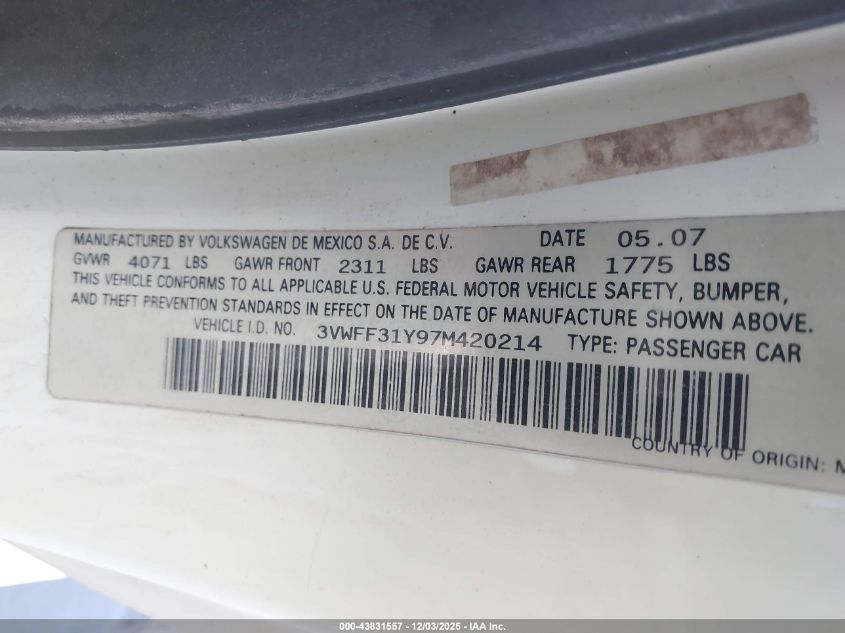 MANUFACTURED BY VOLKSWAGEN DE MEXICO S.A. DE C.V. DATE 05.07
GVWR 4071 LBS GAWR FRONT 2311 LBS GAWR REAR 1775 LBS
THIS VEHICLE CONFORMS TO ALL APPLICABLE U.S. FEDERAL MOTOR VEHICLE SAFETY, BUMPER,
AND THEFT PREVENTION STANDARDS IN EFFECT ON THE DATE OF MANUFACTURE SHOWN ABOVE.
VEHICLE I.D. NO. 3VWFF31Y97M420214 TYPE: PASSENGER CAR
COUNTRY OF ORIGIN: M
000-43831557 - 12/03/2025 - IAA Inc.